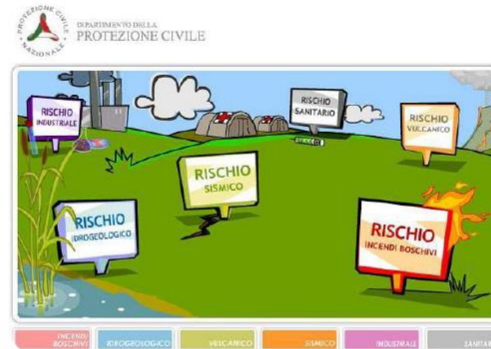 PROTEZIONE CIVILE
NAZIONALE
DIPARTIMENTO DELLA
PROTEZIONE CIVILE
RISCHIO
INDUSTRIALE
RISCHIO
SANITARIO
RISCHIO
VULCANICO
RISCHIO
SISMICO
RISCHIO
IDROGEOLOGICO
RISCHIO
INCENDI BOSCHIVI
INCENDI
BOSCHIVI
IDROGEOLOGICO
VULCANICO
SISMICO
INDUSTRIALE